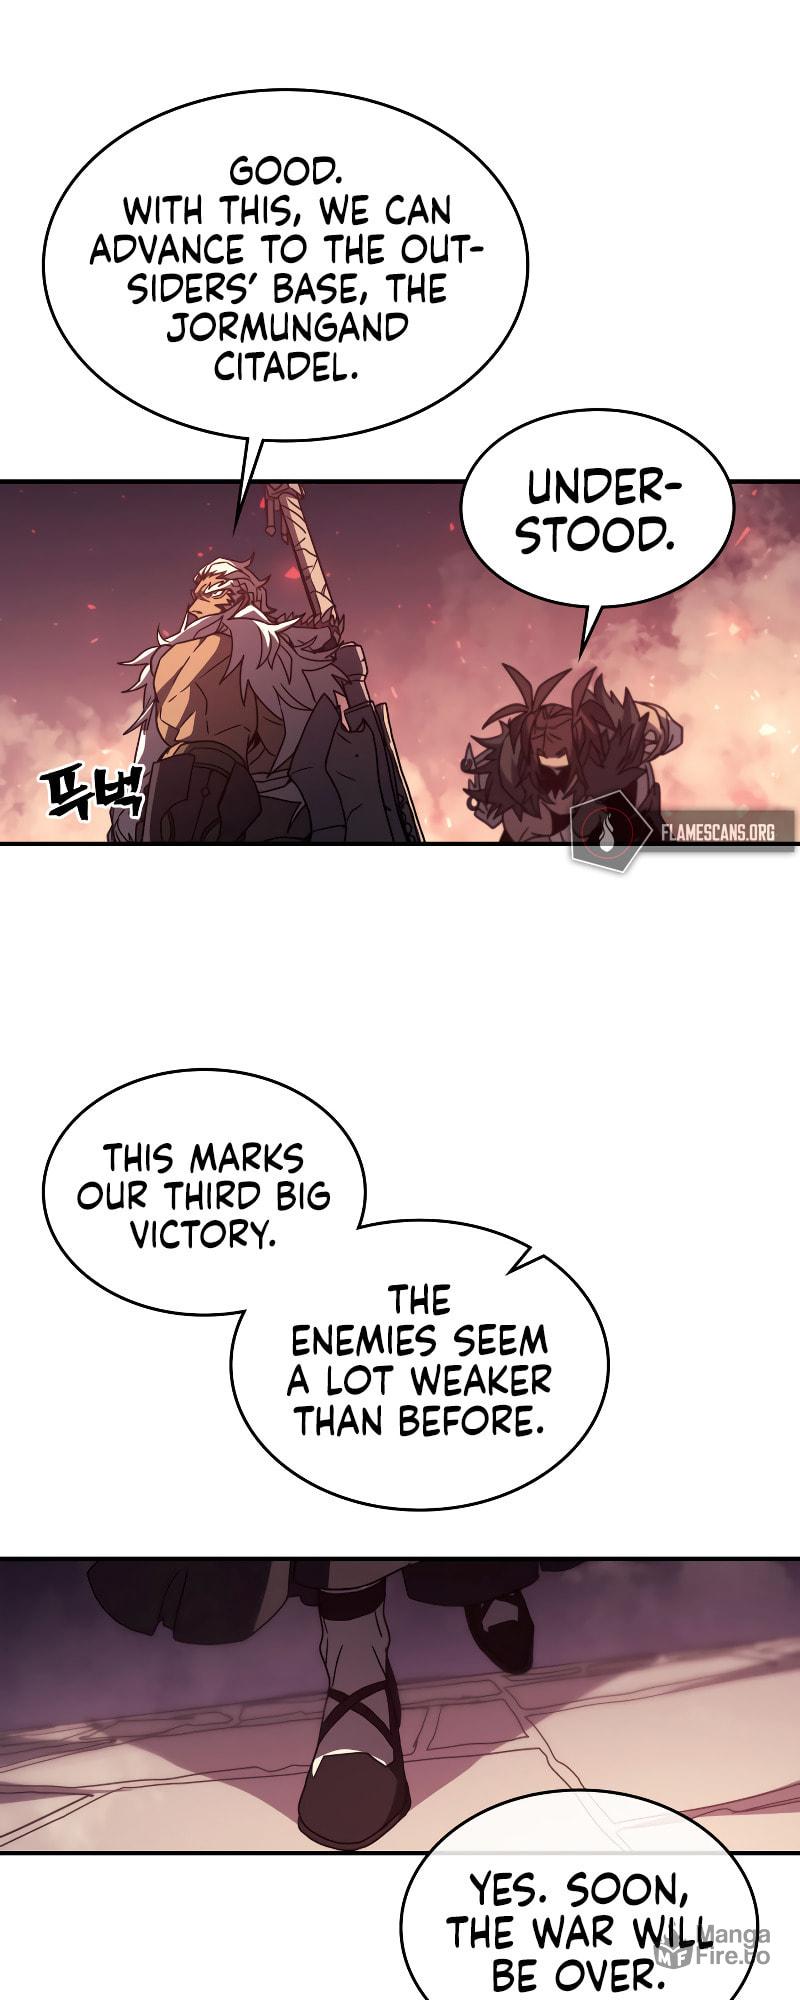 GOOD.
WITH THIS, WE CAN
ADVANCE TO THE OUT-
SIDERS' BASE, THE
JORMUNGAND
CITADEL.
UNDER-
STOOD.
뚜벅
FLAMESCANS.ORG
THIS MARKS
OUR THIRD BIG
VICTORY.
THE
ENEMIES SEEM
A LOT WEAKER
THAN BEFORE.
YES. SOON,
THE WAR WILL
BE OVER.
Manga
MF Fire.to